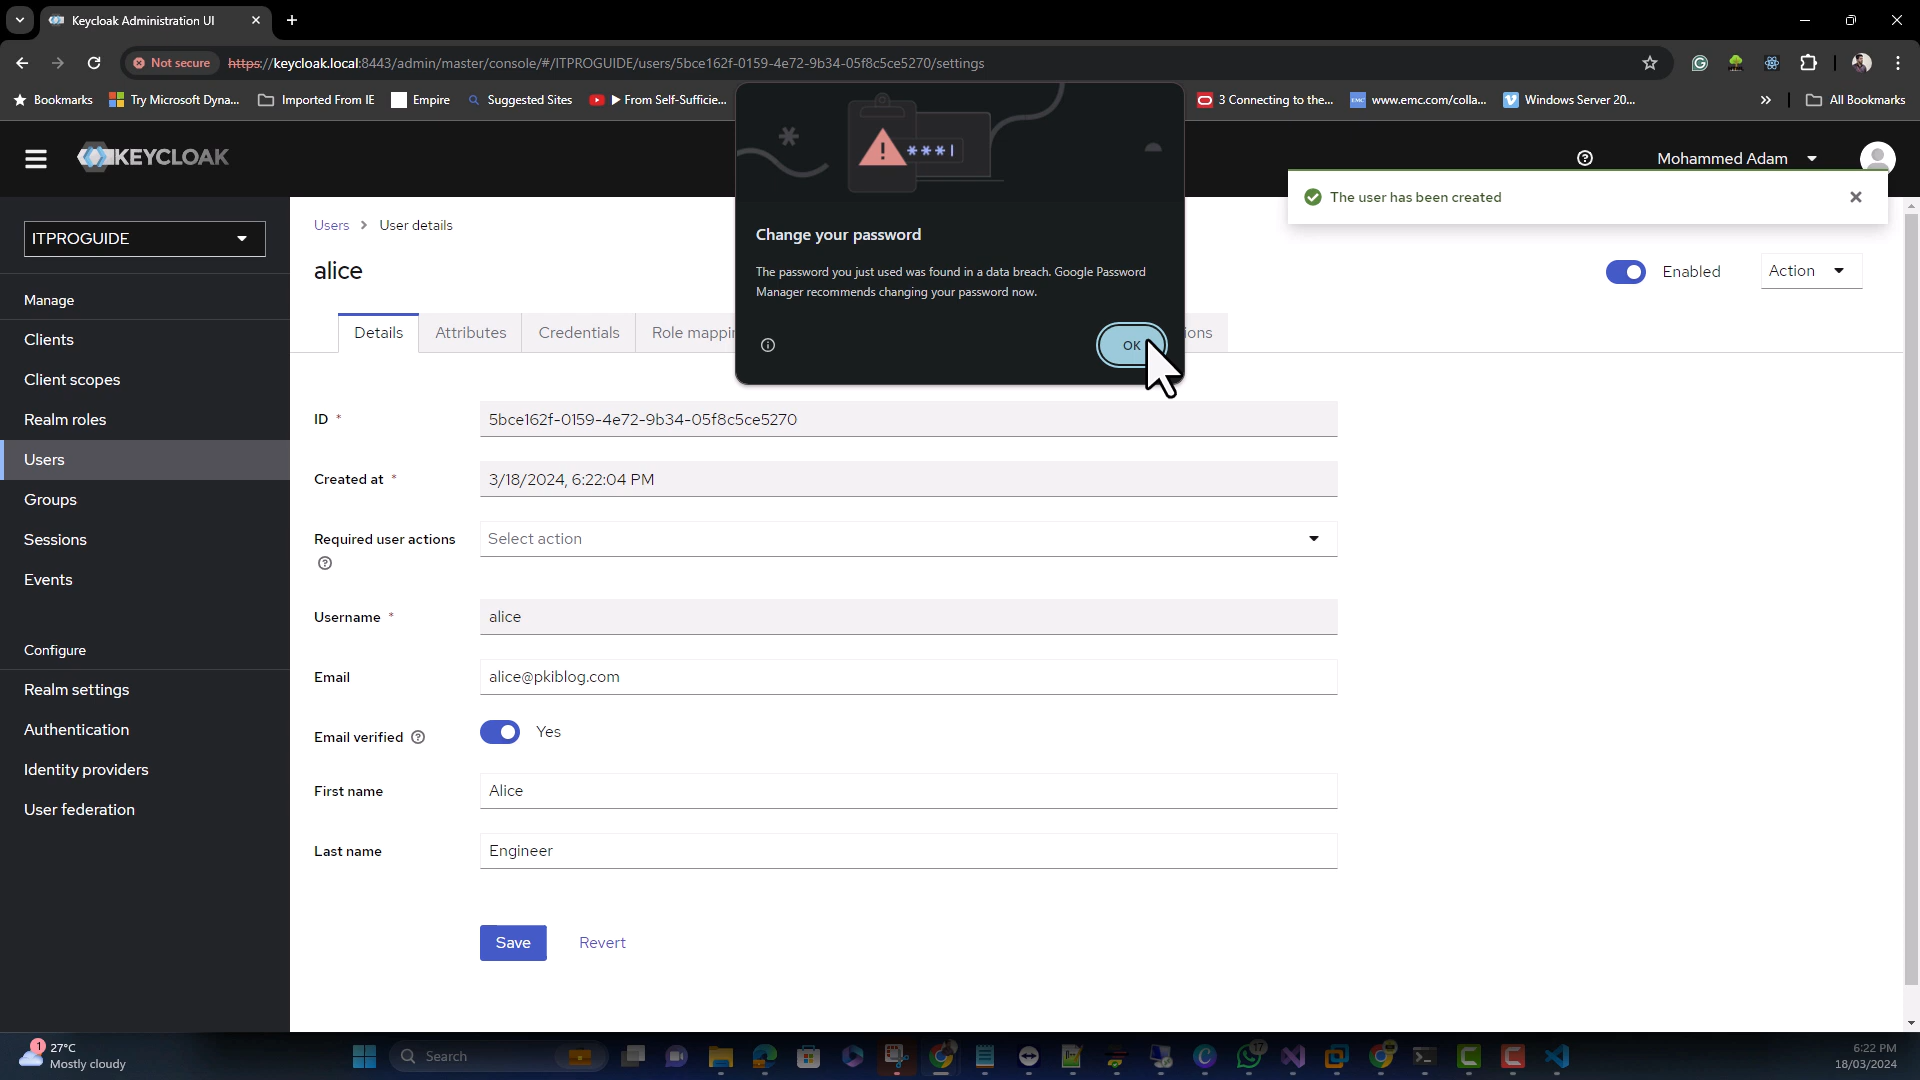 Keycloak Administration UI
Not secure https://keycloak.local:8443/admin/master/console/#/ITPROGUIDE/users/5bce162f-0159-4e72-9b34-05f8c5ce5270/settings
Bookmarks Try Microsoft Dyna... Imported From IE Empire Suggested Sites ▶ From Self-Sufficie... 3 Connecting to the... www.emc.com/colla... Windows Server 20... » All Bookmarks
KEYCLOAK
Mohammed Adam
The user has been created
ITPROGUIDE
Manage
Clients
Client scopes
Realm roles
Users
Groups
Sessions
Events
Configure
Realm settings
Authentication
Identity providers
User federation
Users > User details
alice
Enabled
Action
***|
Change your password
The password you just used was found in a data breach. Google Password
Manager recommends changing your password now.
OK
Details Attributes Credentials
ID *
5bce162f-0159-4e72-9b34-05f8c5ce5270
Created at *
3/18/2024, 6:22:04 PM
Required user actions
Select action
Username *
alice
Email
alice@pkiblog.com
Email verified
Yes
First name
Alice
Last name
Engineer
Save
Revert
1
27°C
Mostly cloudy
Search
17
6:22 PM
18/03/2024